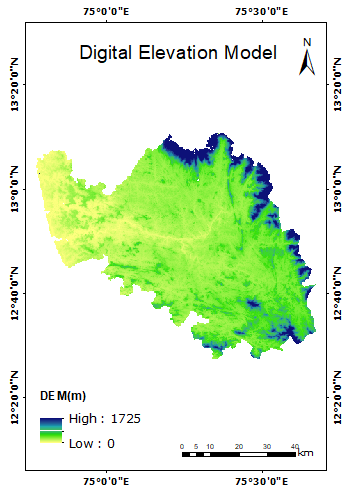 75°0'0"E 75°30'0"E
Digital Elevation Model
N
13°20'0"N 13°20'0"N
13°0'0"N 13°0'0"N
12°40'0"N 12°40'0"N
12°20'0"N 12°20'0"N
DEM(m)
High : 1725
Low : 0
0 5 10 20 30 40
km
75°0'0"E 75°30'0"E